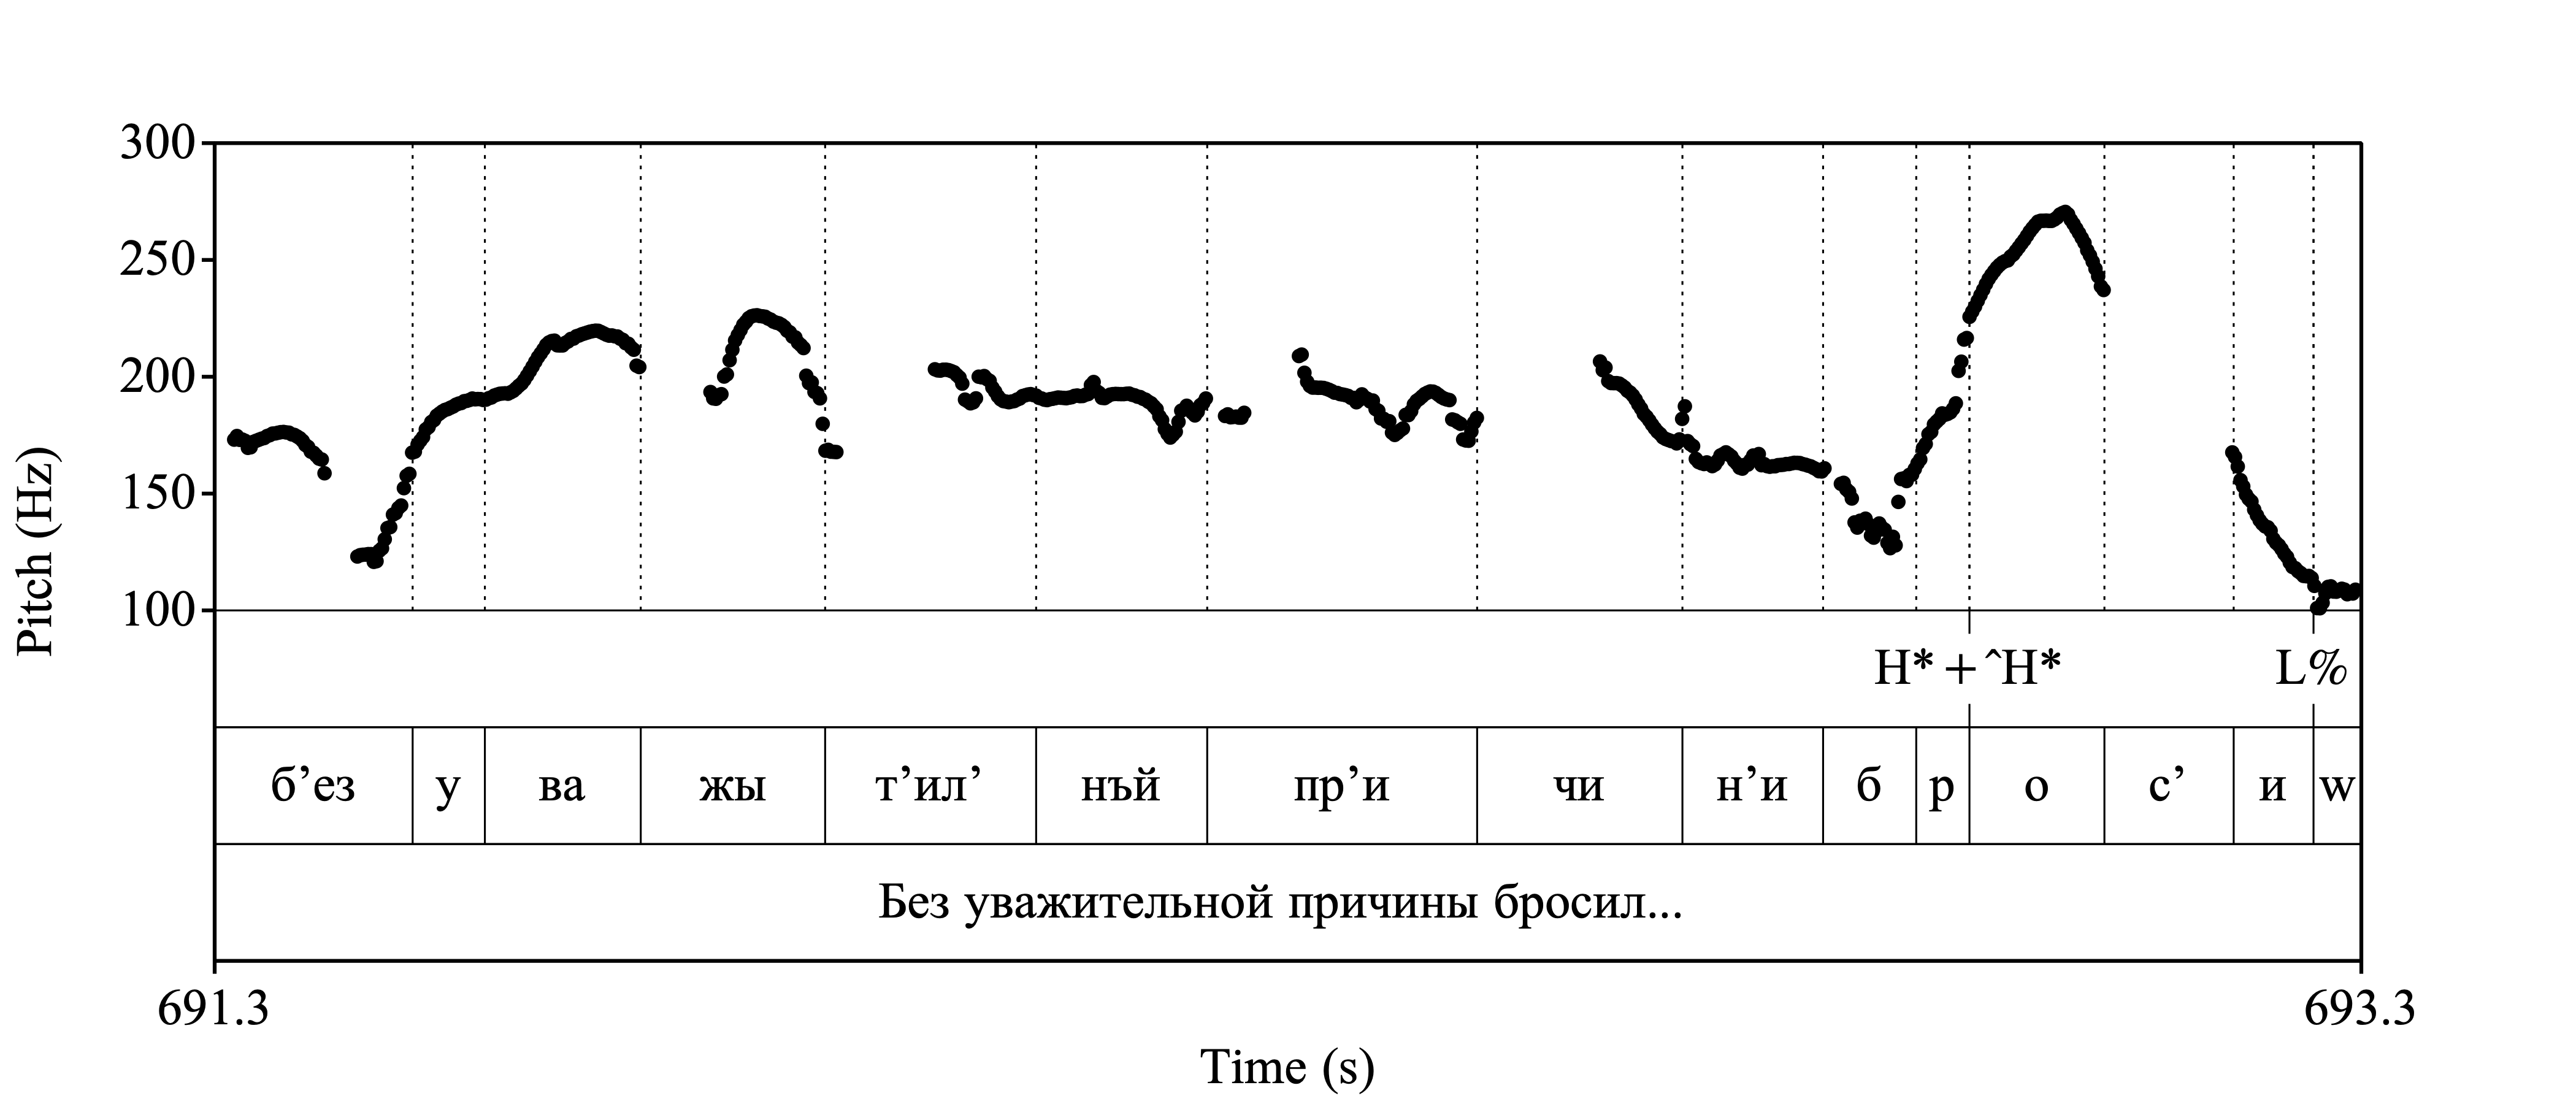 300
250
200
150
100
Pitch (Hz)
H* + ˆH* L%
б’ез у ва жы т’ил’ нъй пр’и чи н’и б р о с’ и w
Без уважительной причины бросил...
691.3 693.3
Time (s)